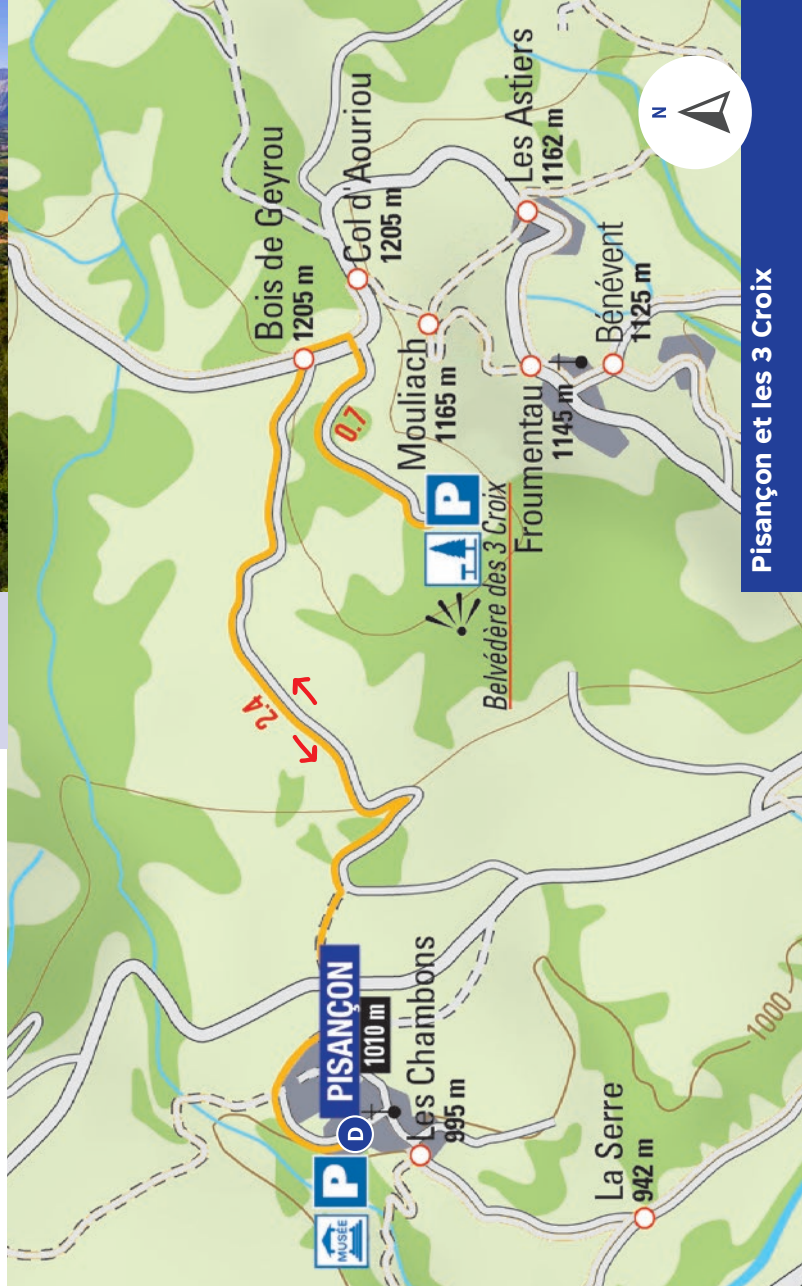 Bois de Geyrou
1205 m
Col d'Aouriou
1205 m
Les Astiers
1162 m
Mouliach
1165 m
Froumentau
1145 m
Bénévent
1125 m
0.7
2.4
P
Belvédère des 3 Croix
PISANÇON
1010 m
D
P
MUSÉE
Les Chambons
995 m
La Serre
942 m
1000
N
Pisançon et les 3 Croix